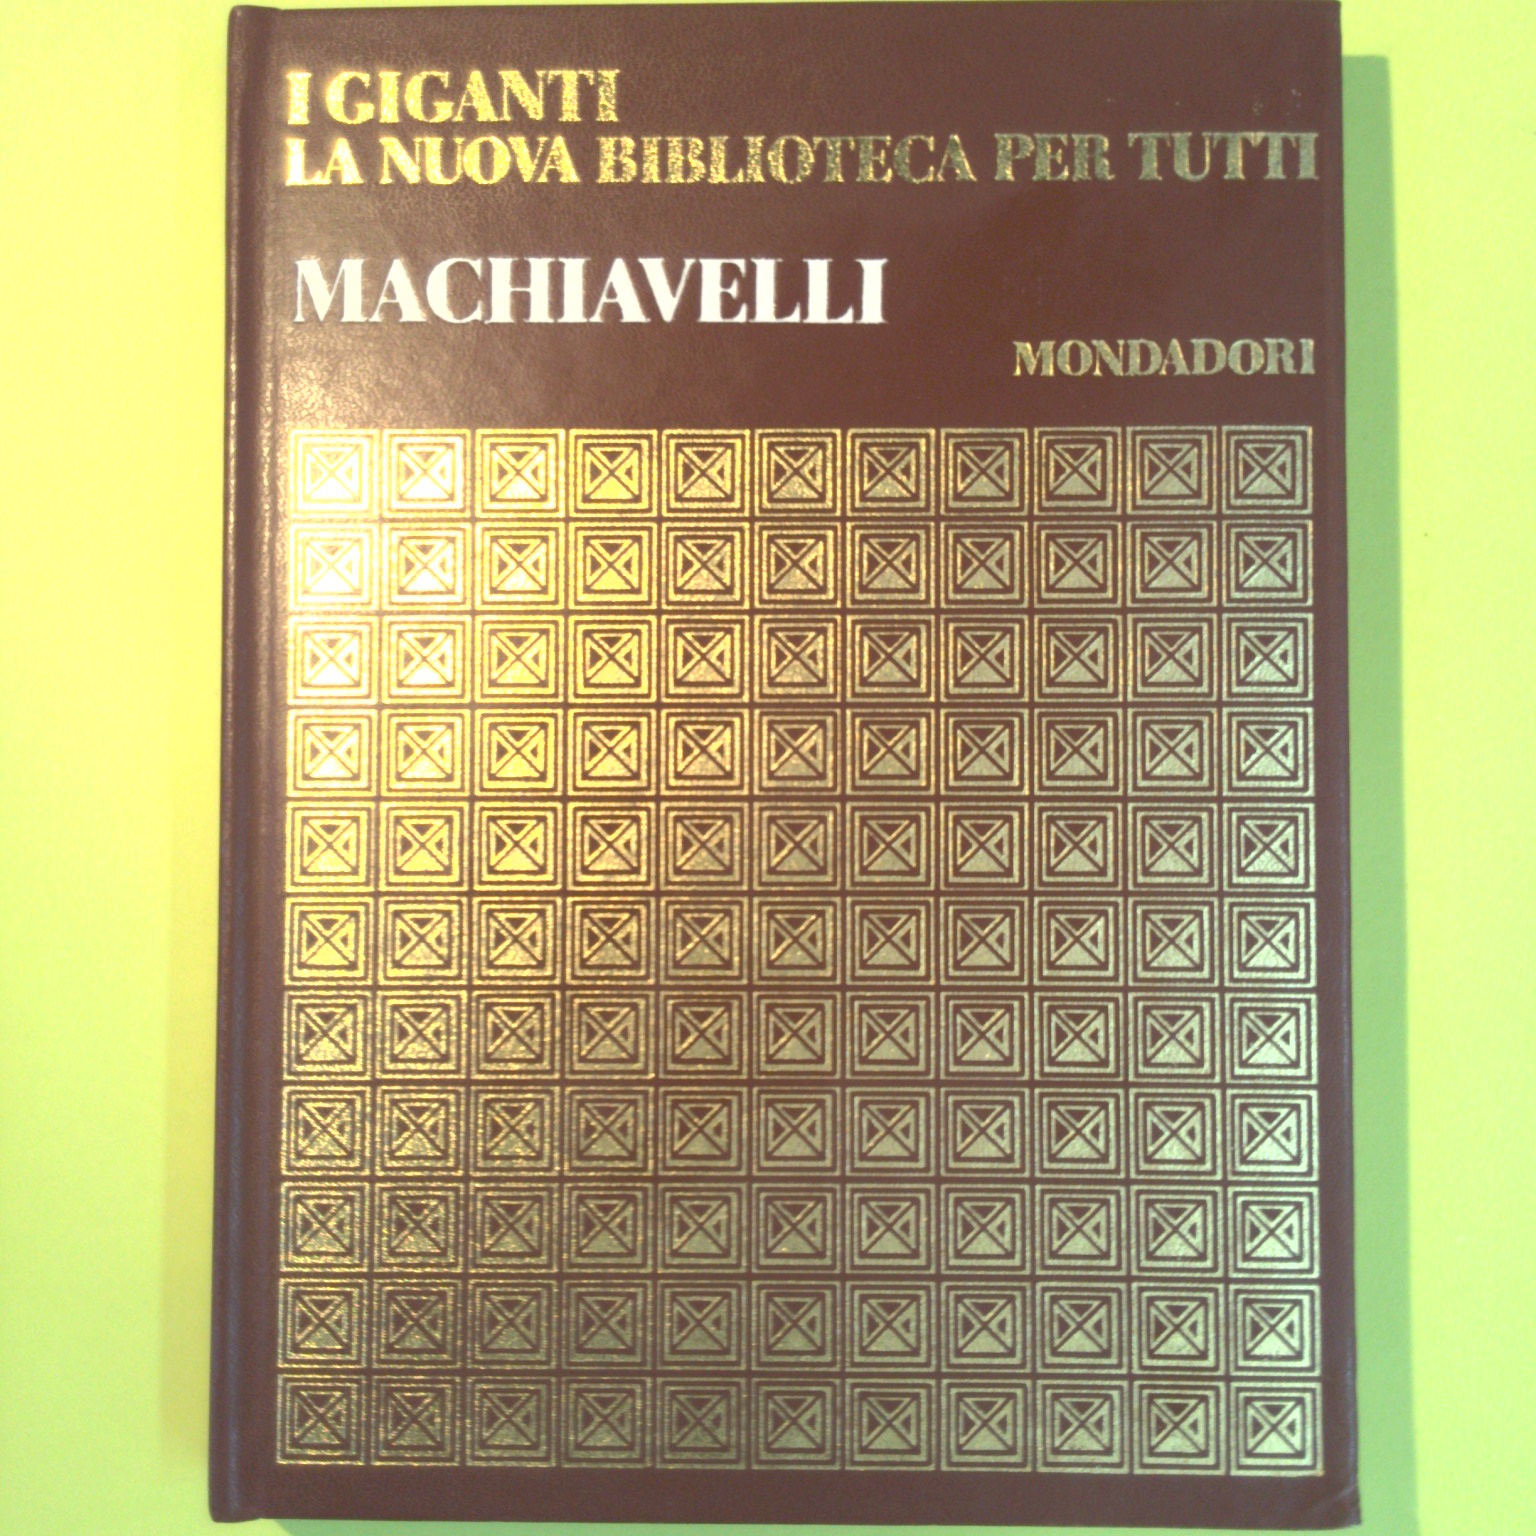 I GIGANTI
LA NUOVA BIBLIOTECA PER TUTTI
MACHIAVELLI
MONDADORI